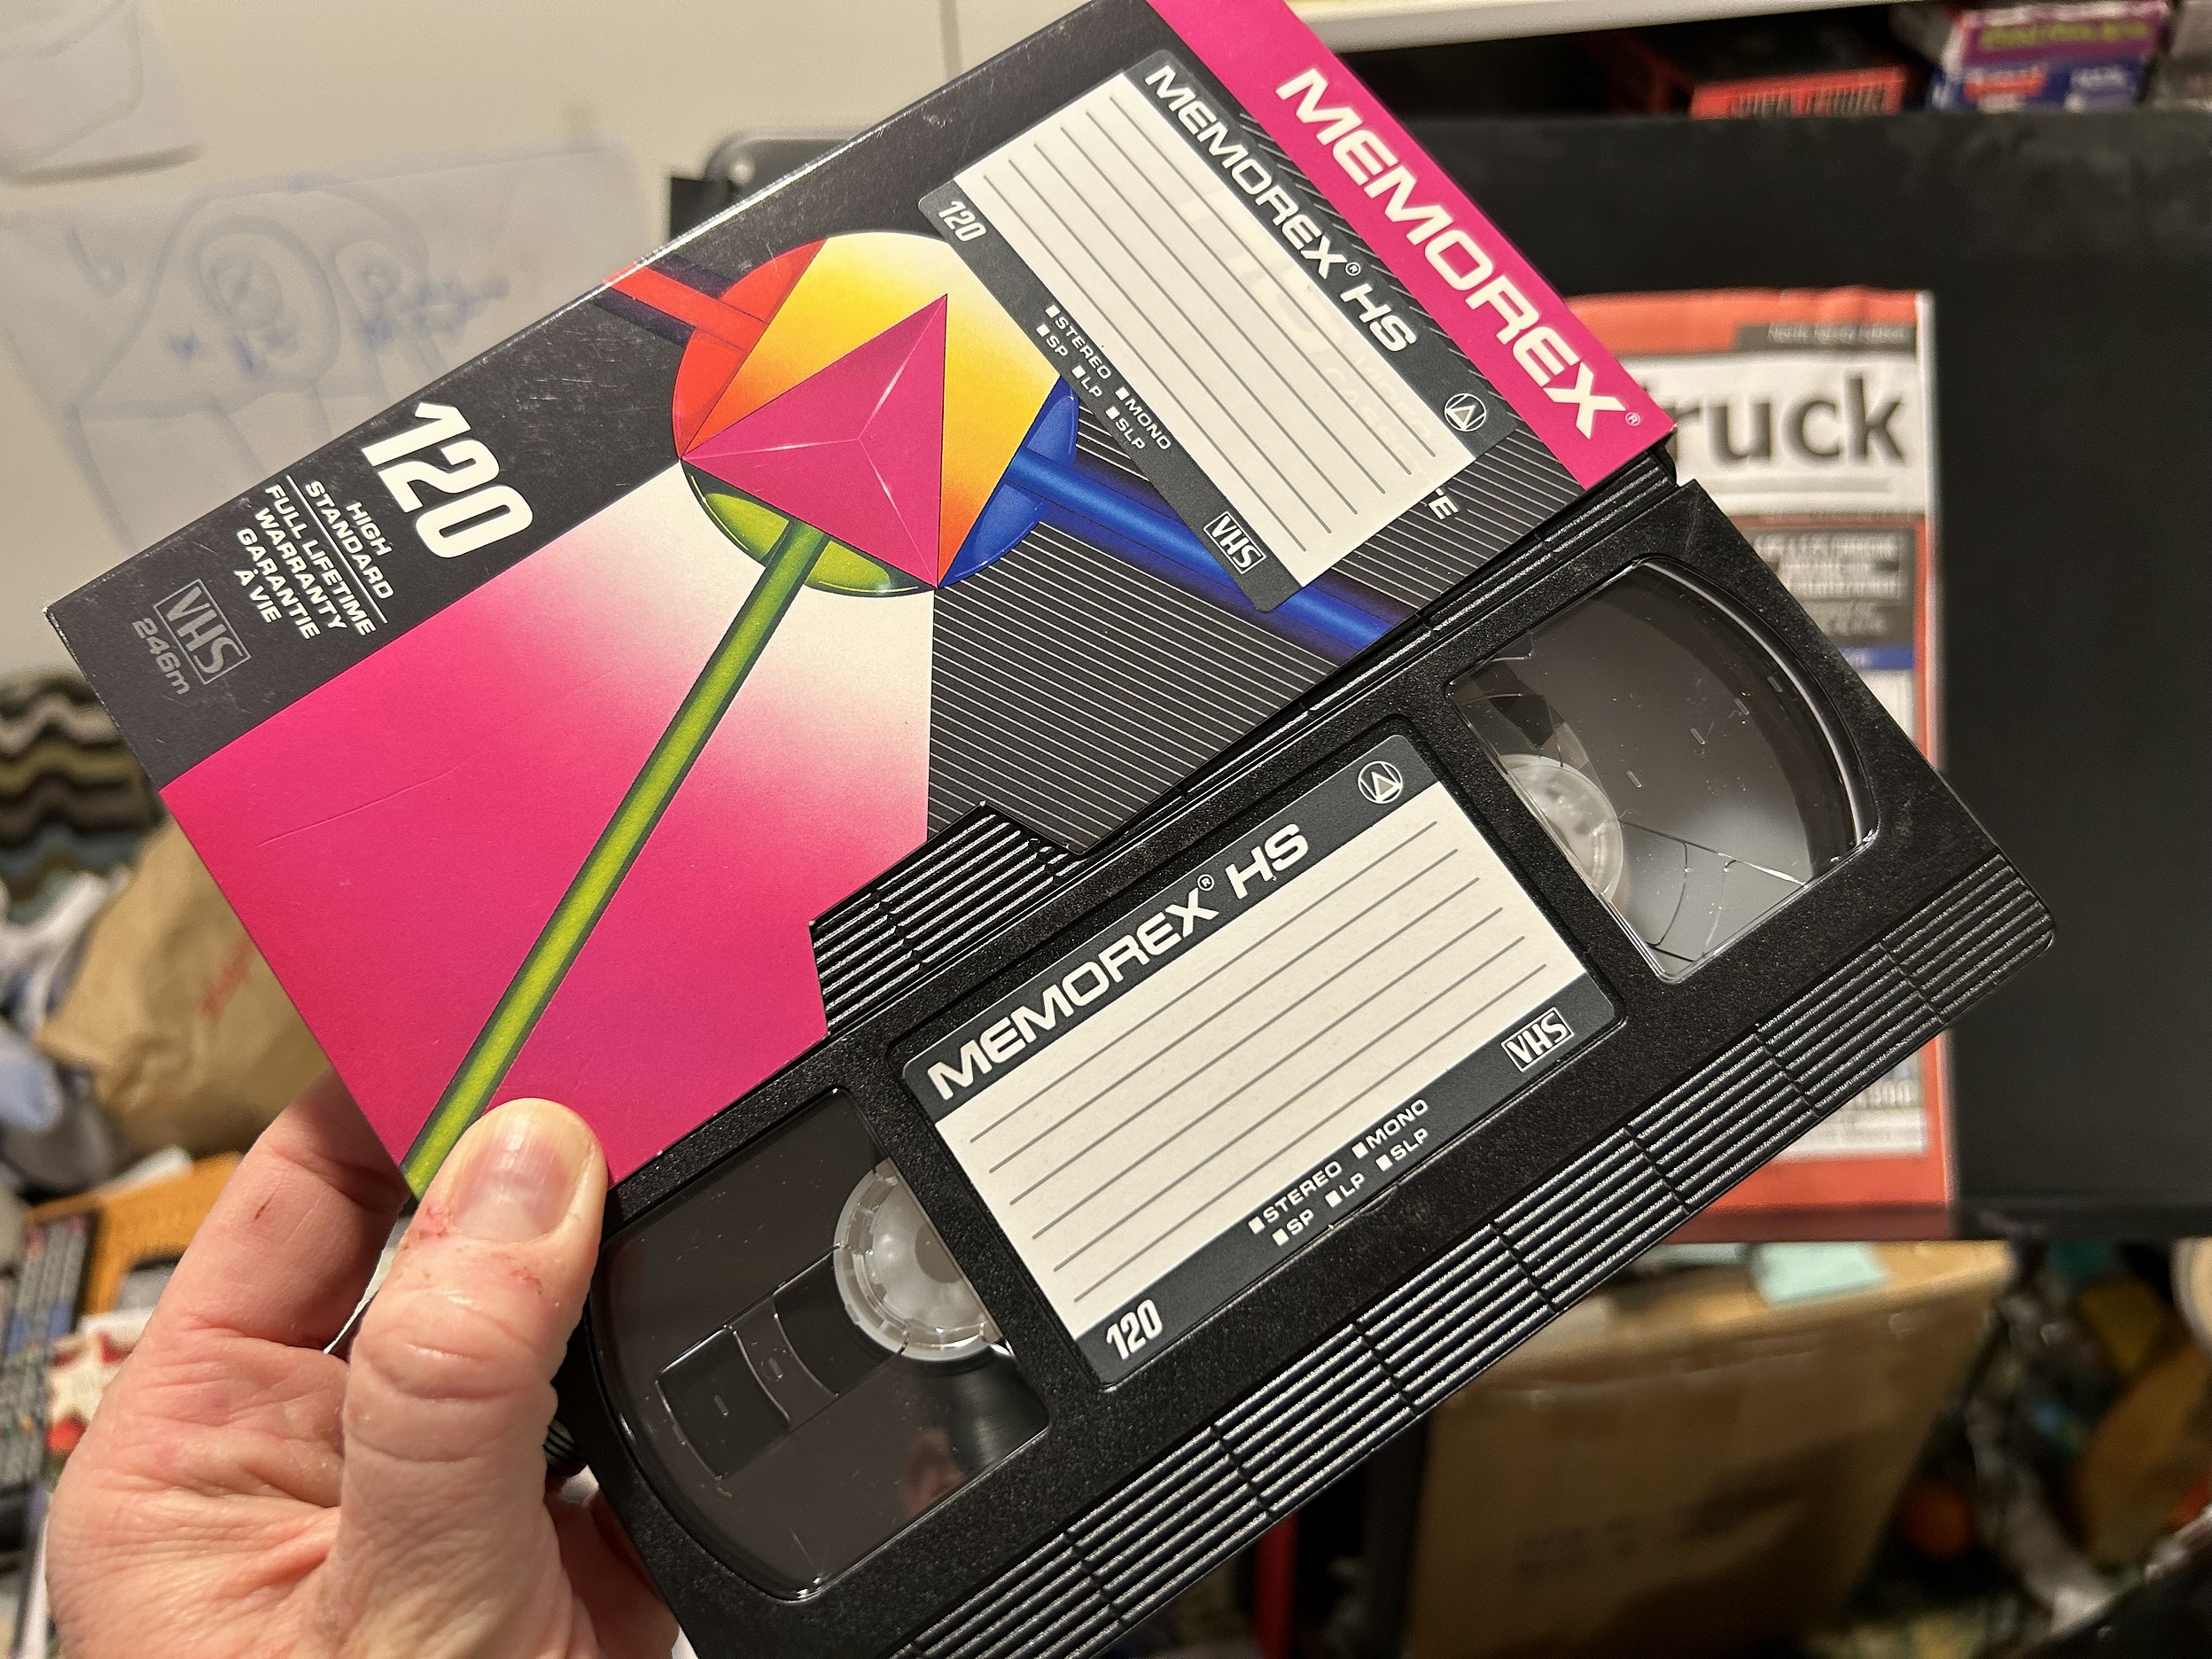 MEMOREX®
MEMOREX® HS
120
■STEREO ■MONO
■SP ■LP ■SLP
VHS
120
HIGH
STANDARD
FULL LIFETIME
WARRANTY
GARANTIE
À VIE
VHS
246m
MEMOREX® HS
■STEREO ■MONO
■SP ■LP ■SLP
VHS
120
ruck